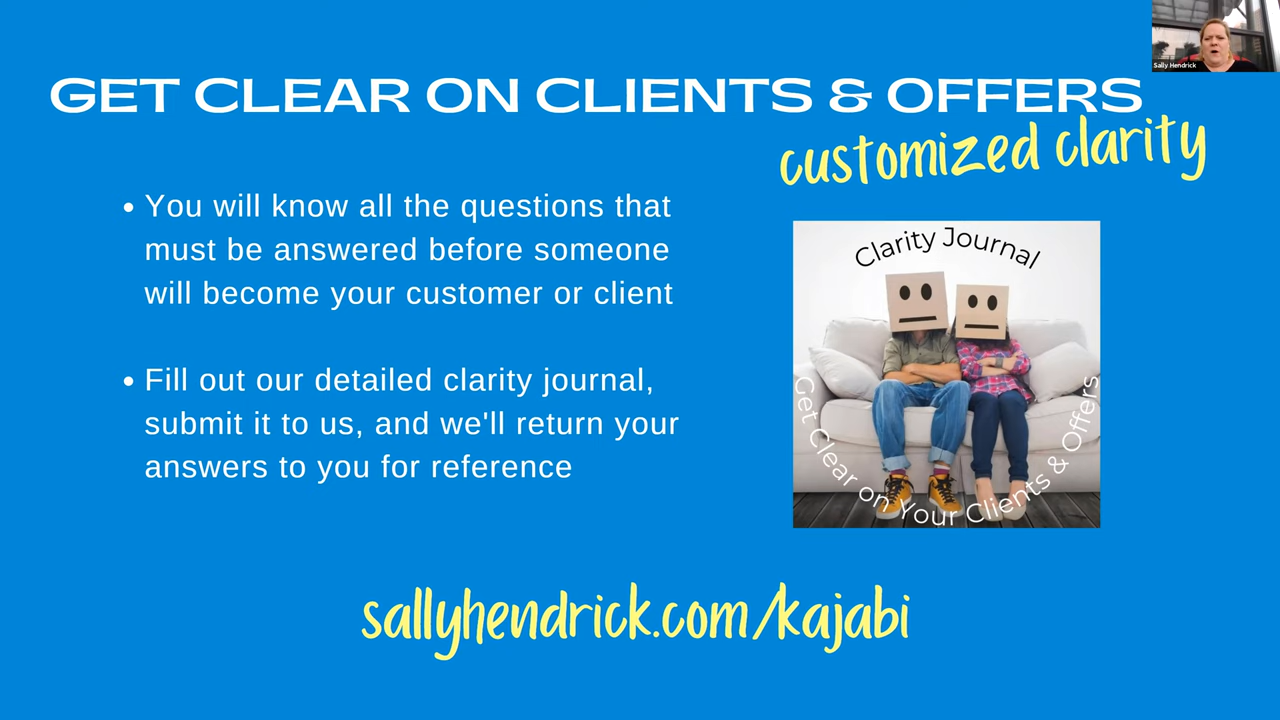 Sally Hendrick
GET CLEAR ON CLIENTS & OFFERS
customized clarity
• You will know all the questions that
must be answered before someone
will become your customer or client
• Fill out our detailed clarity journal,
submit it to us, and we'll return your
answers to you for reference
Clarity Journal
Get Clear on Your Clients & Offers
sallyhendrick.com/kajabi